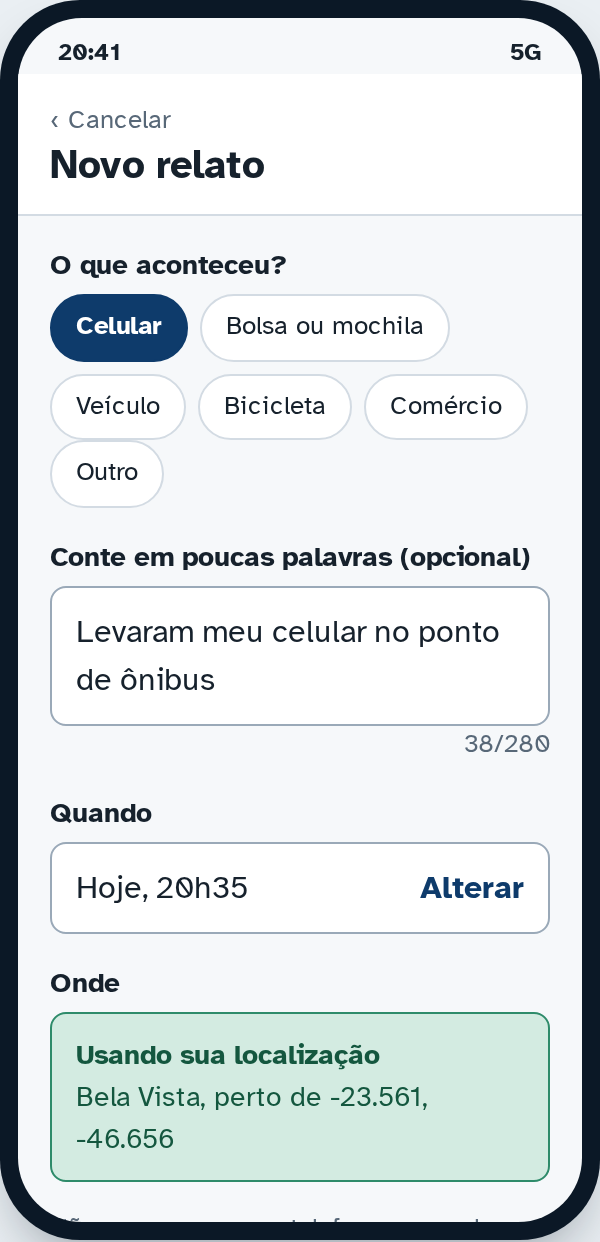 20:41 5G
‹ Cancelar
Novo relato
O que aconteceu?
Celular Bolsa ou mochila
Veículo Bicicleta Comércio
Outro
Conte em poucas palavras (opcional)
Levaram meu celular no ponto
de ônibus
38/280
Quando
Hoje, 20h35 Alterar
Onde
Usando sua localização
Bela Vista, perto de -23.561,
-46.656